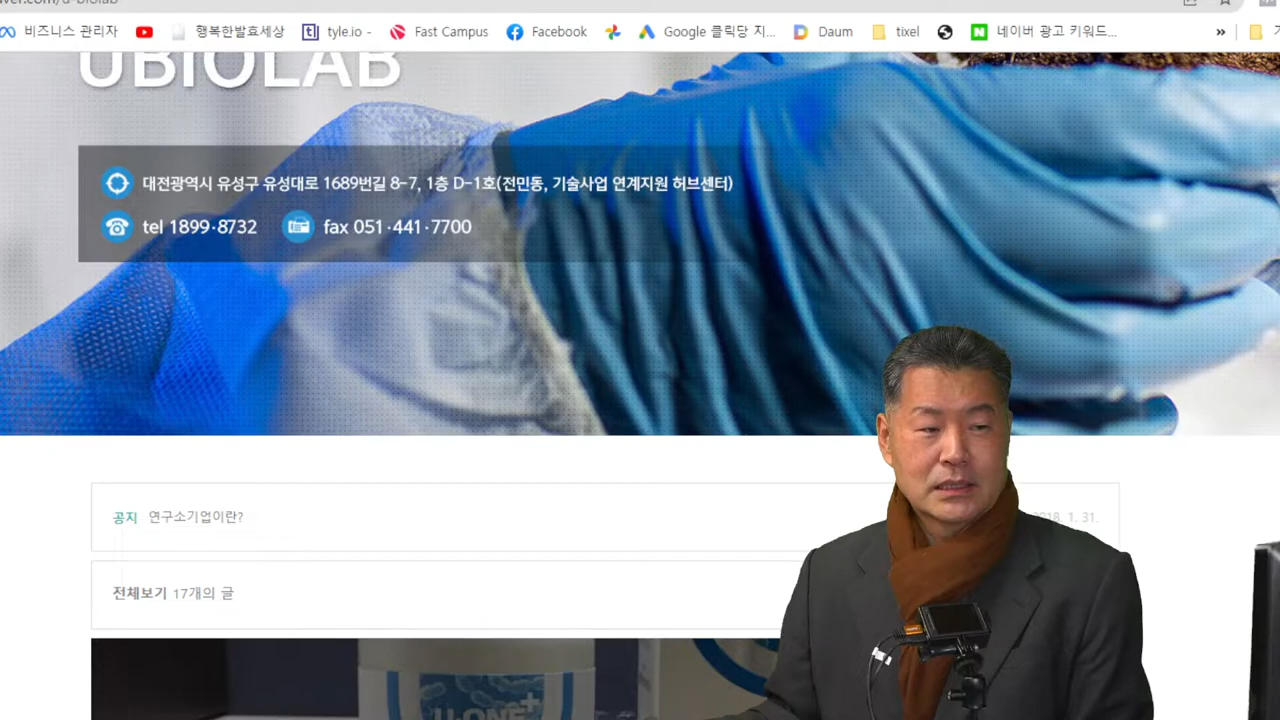 비즈니스 관리자
행복한발효세상
tyle.io -
Fast Campus
Facebook
Google 클릭당 지...
Daum
tixel
네이버 광고 키워드...
»
UBIOLAB
대전광역시 유성구 유성대로 1689번길 8-7, 1층 D-1호(전민동, 기술사업 연계지원 허브센터)
tel 1899·8732 fax 051·441·7700
공지 연구소기업이란? 2018. 1. 31.
전체보기 17개의 글
U:ONE+